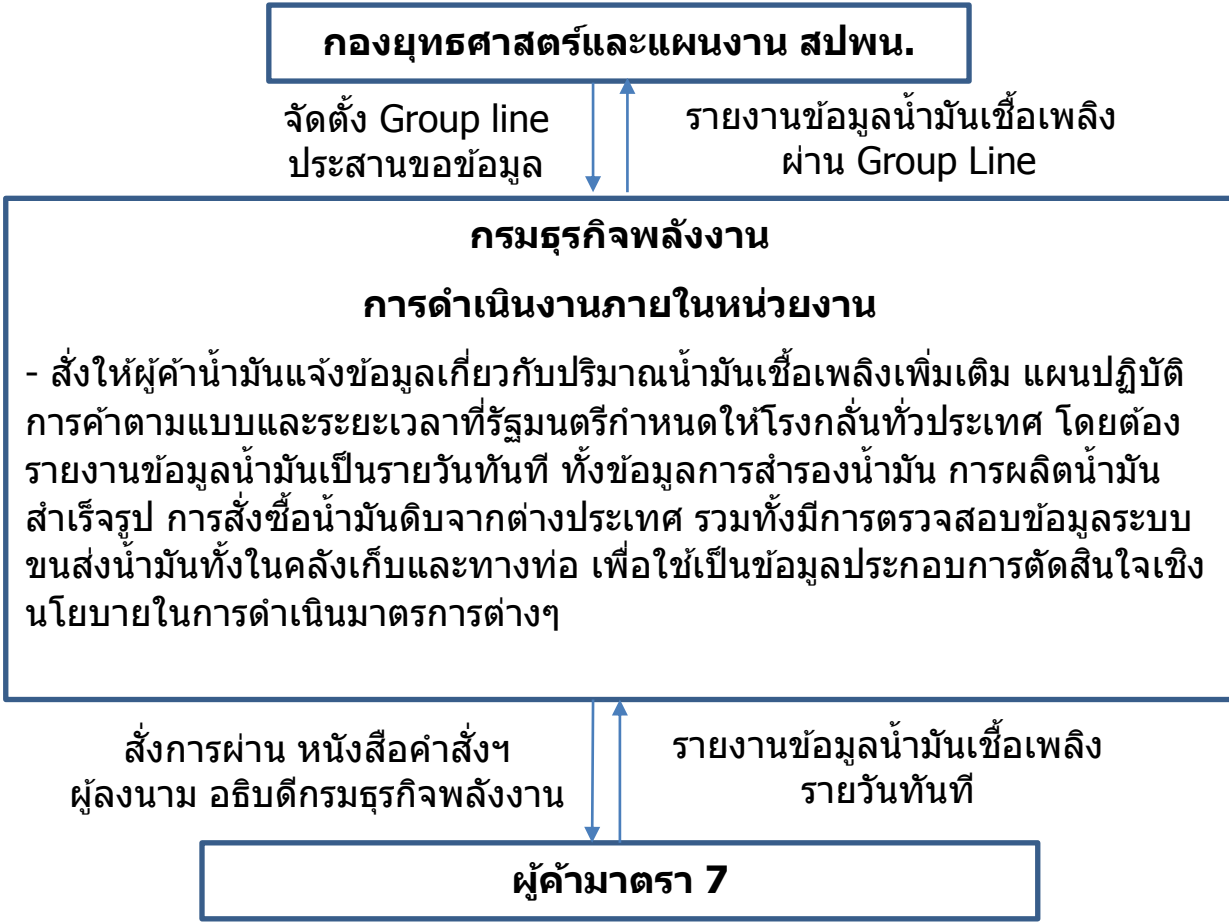 กองยุทธศาสตร์และแผนงาน สปพน.
จัดตั้ง Group line
ประสานขอข้อมูล
รายงานข้อมูลน้ำมันเชื้อเพลิง
ผ่าน Group Line
กรมธุรกิจพลังงาน
การดำเนินงานภายในหน่วยงาน
- สั่งให้ผู้ค้าน้ำมันแจ้งข้อมูลเกี่ยวกับปริมาณน้ำมันเชื้อเพลิงเพิ่มเติม แผนปฏิบัติ
การค้าตามแบบและระยะเวลาที่รัฐมนตรีกำหนดให้โรงกลั่นทั่วประเทศ โดยต้อง
รายงานข้อมูลน้ำมันเป็นรายวันทันที ทั้งข้อมูลการสำรองน้ำมัน การผลิตน้ำมัน
สำเร็จรูป การสั่งซื้อน้ำมันดิบจากต่างประเทศ รวมทั้งมีการตรวจสอบข้อมูลระบบ
ขนส่งน้ำมันทั้งในคลังเก็บและทางท่อ เพื่อใช้เป็นข้อมูลประกอบการตัดสินใจเชิง
นโยบายในการดำเนินมาตรการต่างๆ
สั่งการผ่าน หนังสือคำสั่งฯ
ผู้ลงนาม อธิบดีกรมธุรกิจพลังงาน
รายงานข้อมูลน้ำมันเชื้อเพลิง
รายวันทันที
ผู้ค้ามาตรา 7